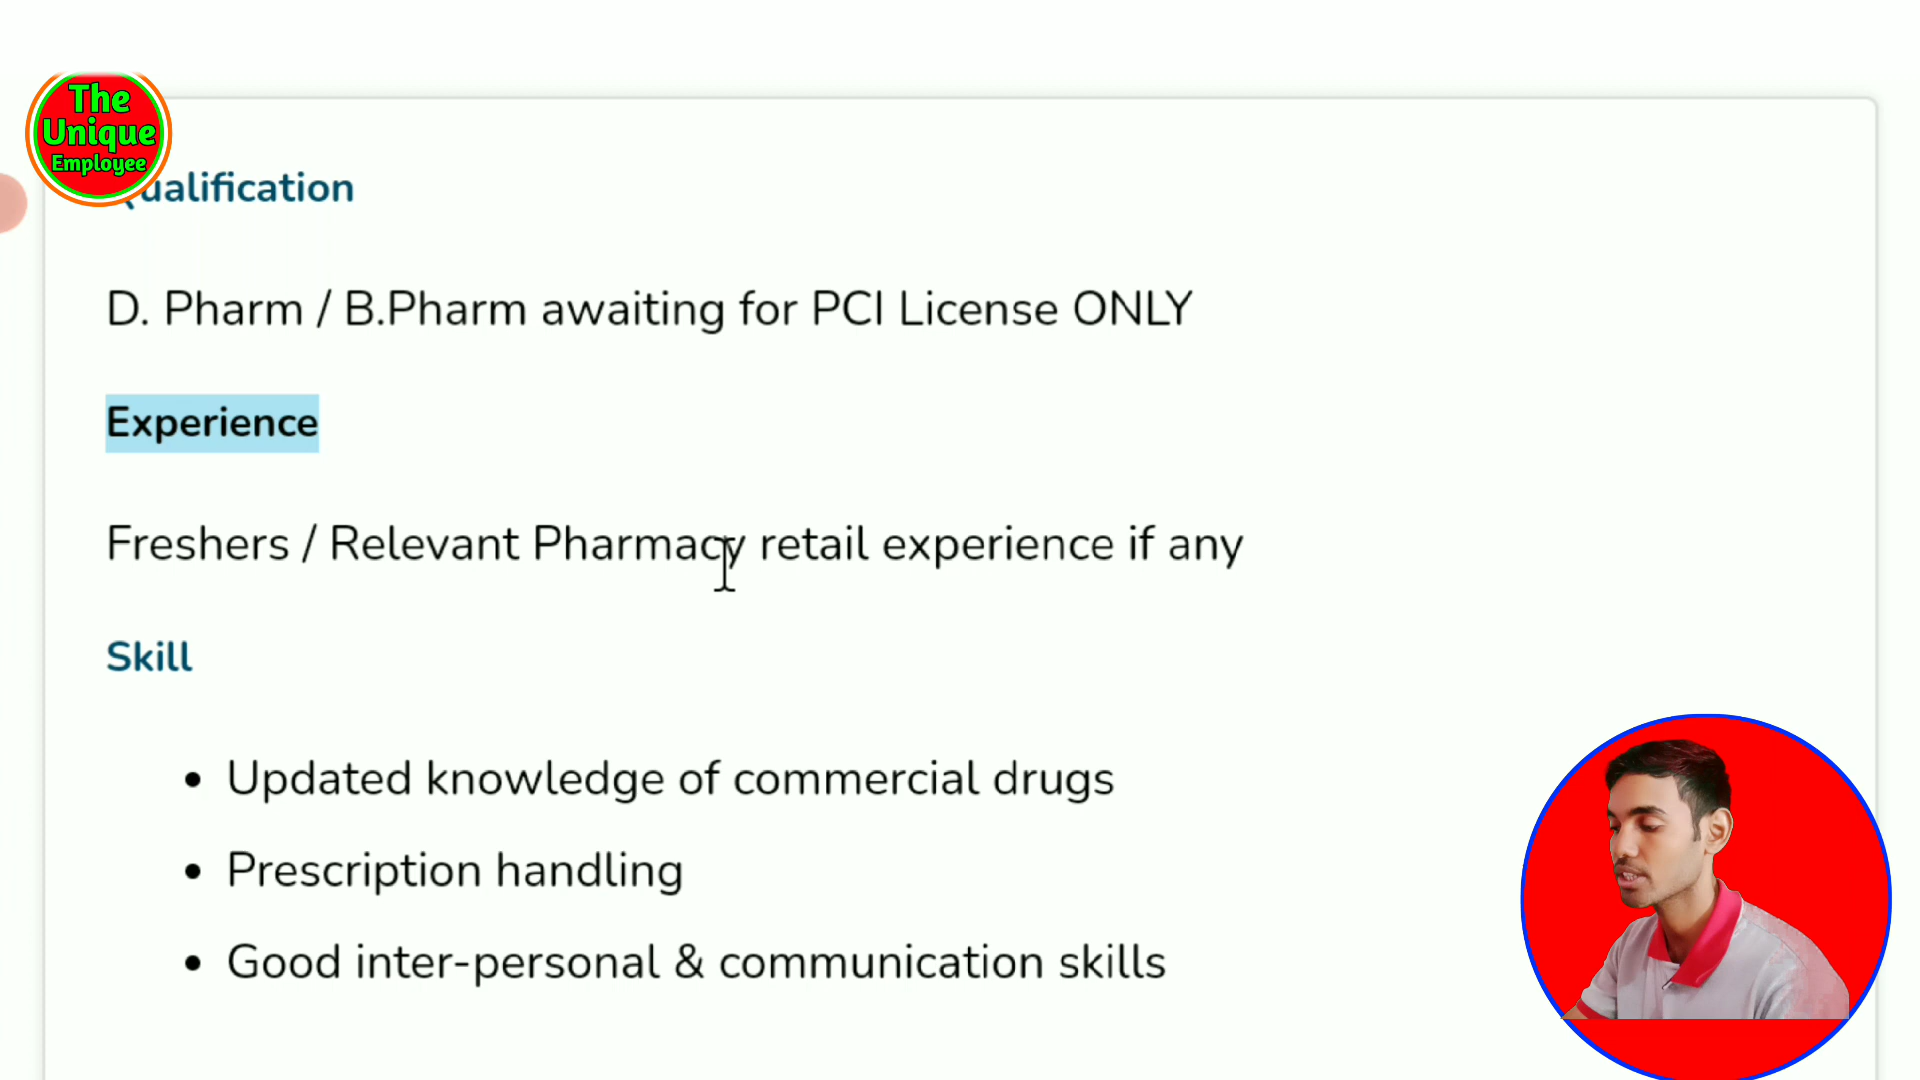 The
Unique
Employee
Qualification
D. Pharm / B.Pharm awaiting for PCI License ONLY
Experience
Freshers / Relevant Pharmacy retail experience if any
Skill
• Updated knowledge of commercial drugs
• Prescription handling
• Good inter-personal & communication skills